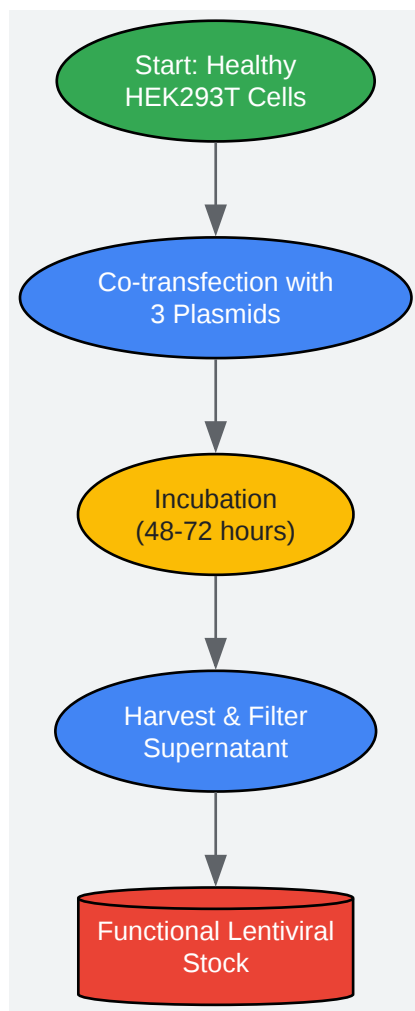 Start: Healthy
HEK293T Cells
Co-transfection with
3 Plasmids
Incubation
(48-72 hours)
Harvest & Filter
Supernatant
Functional Lentiviral
Stock